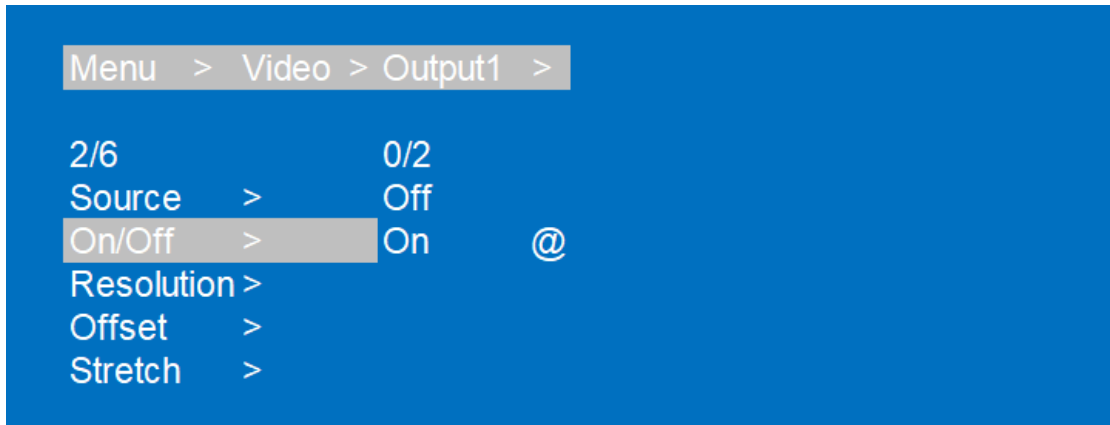 Menu > Video > Output1 >
2/6 0/2
Source > Off
On/Off > On @
Resolution >
Offset >
Stretch >